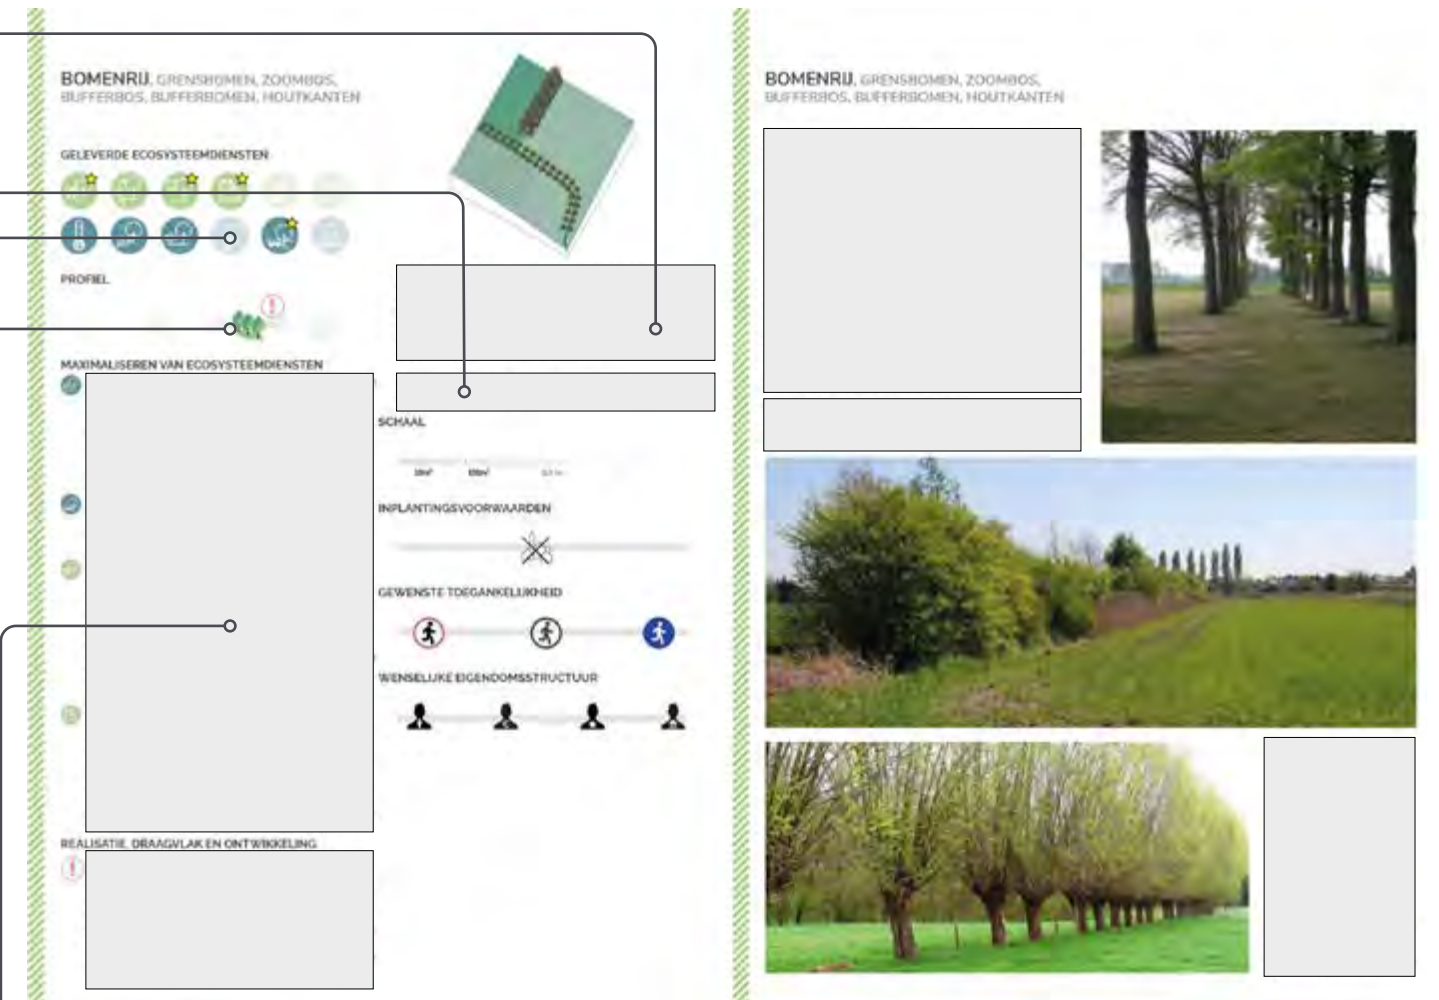 BOMENRIJ, GRENSBOMEN, ZOOMBOS,
BUFFERBOS, BUFFERBOMEN, HOUTKANTEN
GELEVERDE ECOSYSTEEMDIENSTEN
PROFIEL
MAXIMALISEREN VAN ECOSYSTEEMDIENSTEN
REALISATIE, DRAAGVLAK EN ONTWIKKELING
SCHAAL
INPLANTINGSVOORWAARDEN
GEWENSTE TOEGANKELIJKHEID
WENSELIJKE EIGENDOMSSTRUCTUUR
BOMENRIJ, GRENSBOMEN, ZOOMBOS,
BUFFERBOS, BUFFERBOMEN, HOUTKANTEN